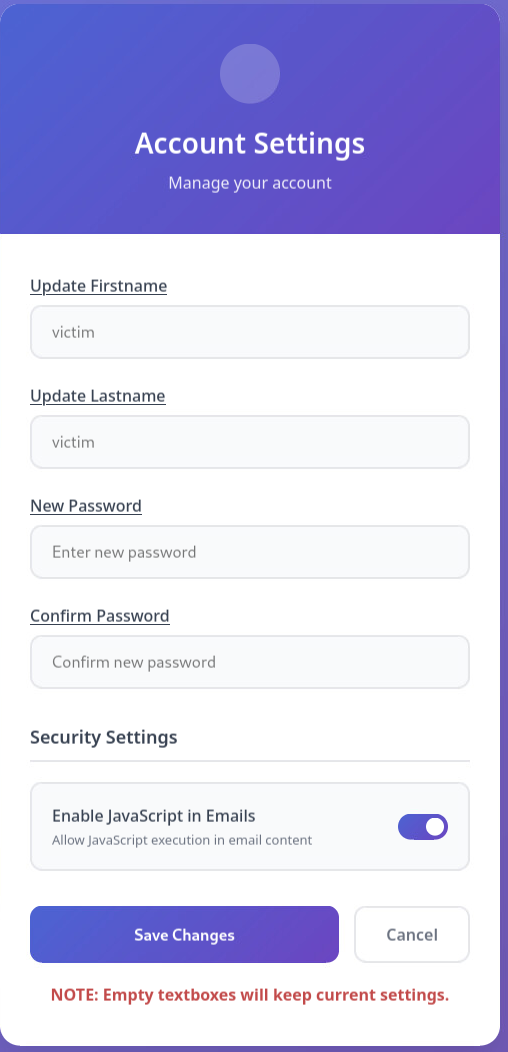 Account Settings
Manage your account
Update Firstname
victim
Update Lastname
victim
New Password
Enter new password
Confirm Password
Confirm new password
Security Settings
Enable JavaScript in Emails
Allow JavaScript execution in email content
Save Changes
Cancel
NOTE: Empty textboxes will keep current settings.